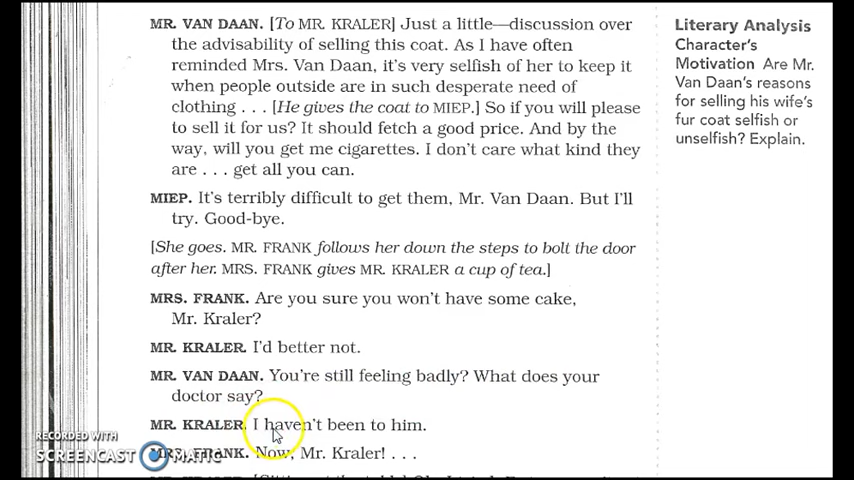 MR. VAN DAAN. [To MR. KRALER] Just a little—discussion over
the advisability of selling this coat. As I have often
reminded Mrs. Van Daan, it's very selfish of her to keep it
when people outside are in such desperate need of
clothing . . . [He gives the coat to MIEP.] So if you will please
to sell it for us? It should fetch a good price. And by the
way, will you get me cigarettes. I don't care what kind they
are . . . get all you can.
MIEP. It's terribly difficult to get them, Mr. Van Daan. But I'll
try. Good-bye.
[She goes. MR. FRANK follows her down the steps to bolt the door
after her. MRS. FRANK gives MR. KRALER a cup of tea.]
MRS. FRANK. Are you sure you won't have some cake,
Mr. Kraler?
MR. KRALER. I'd better not.
MR. VAN DAAN. You're still feeling badly? What does your
doctor say?
MR. KRALER. I haven't been to him.
MRS. FRANK. Now, Mr. Kraler! . . .
Literary Analysis
Character's
Motivation Are Mr.
Van Daan's reasons
for selling his wife's
fur coat selfish or
unselfish? Explain.
RECORDED WITH
SCREENCAST MATIC